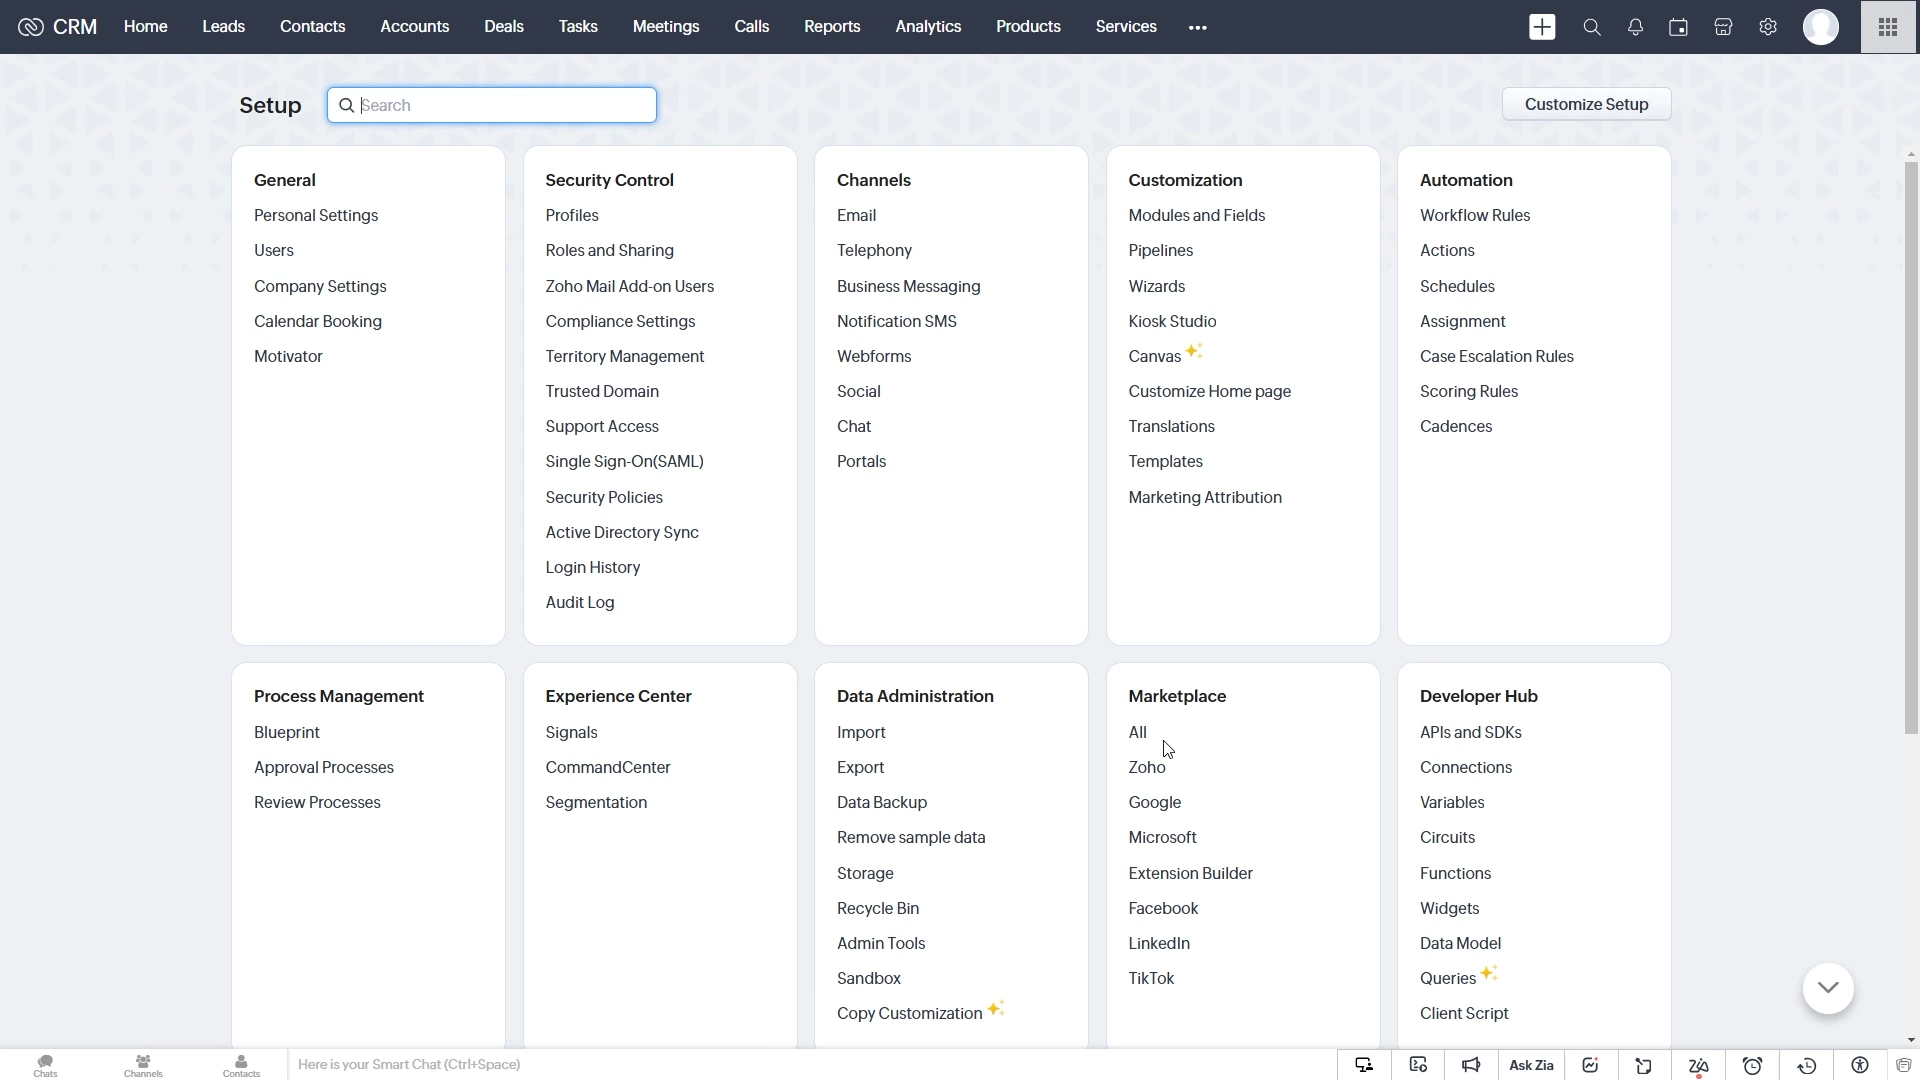 CRM Home Leads Contacts Accounts Deals Tasks Meetings Calls Reports Analytics Products Services
Setup Search Customize Setup
General
Personal Settings
Users
Company Settings
Calendar Booking
Motivator
Security Control
Profiles
Roles and Sharing
Zoho Mail Add-on Users
Compliance Settings
Territory Management
Trusted Domain
Support Access
Single Sign-On(SAML)
Security Policies
Active Directory Sync
Login History
Audit Log
Channels
Email
Telephony
Business Messaging
Notification SMS
Webforms
Social
Chat
Portals
Customization
Modules and Fields
Pipelines
Wizards
Kiosk Studio
Canvas
Customize Home page
Translations
Templates
Marketing Attribution
Automation
Workflow Rules
Actions
Schedules
Assignment
Case Escalation Rules
Scoring Rules
Cadences
Process Management
Blueprint
Approval Processes
Review Processes
Experience Center
Signals
CommandCenter
Segmentation
Data Administration
Import
Export
Data Backup
Remove sample data
Storage
Recycle Bin
Admin Tools
Sandbox
Copy Customization
Marketplace
All
Zoho
Google
Microsoft
Extension Builder
Facebook
LinkedIn
TikTok
Developer Hub
APIs and SDKs
Connections
Variables
Circuits
Functions
Widgets
Data Model
Queries
Client Script
Chats Channels Contacts Here is your Smart Chat (Ctrl+Space) Ask Zia